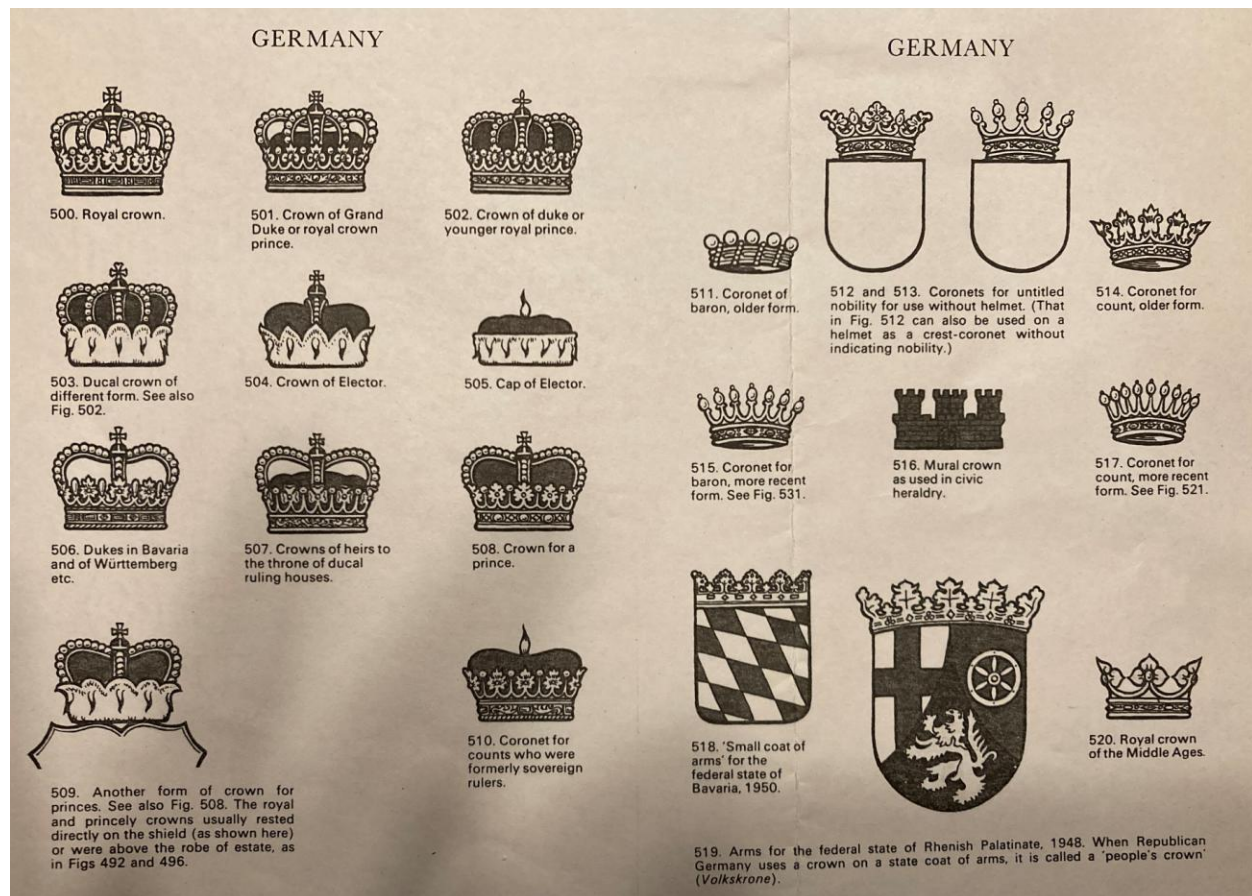 GERMANY
500. Royal crown.
501. Crown of Grand
Duke or royal crown
prince.
502. Crown of duke or
younger royal prince.
503. Ducal crown of
different form. See also
Fig. 502.
504. Crown of Elector.
505. Cap of Elector.
506. Dukes in Bavaria
and of Württemberg
etc.
507. Crowns of heirs to
the throne of ducal
ruling houses.
508. Crown for a
prince.
509. Another form of crown for
princes. See also Fig. 508. The royal
and princely crowns usually rested
directly on the shield (as shown here)
or were above the robe of estate, as
in Figs 492 and 496.
510. Coronet for
counts who were
formerly sovereign
rulers.
GERMANY
511. Coronet of
baron, older form.
512 and 513. Coronets for untitled
nobility for use without helmet. (That
in Fig. 512 can also be used on a
helmet as a crest-coronet without
indicating nobility.)
514. Coronet for
count, older form.
515. Coronet for
baron, more recent
form. See Fig. 531.
516. Mural crown
as used in civic
heraldry.
517. Coronet for
count, more recent
form. See Fig. 521.
518. 'Small coat of
arms' for the
federal state of
Bavaria, 1950.
520. Royal crown
of the Middle Ages.
519. Arms for the federal state of Rhenish Palatinate, 1948. When Republican
Germany uses a crown on a state coat of arms, it is called a 'people's crown'
(Volkskrone).